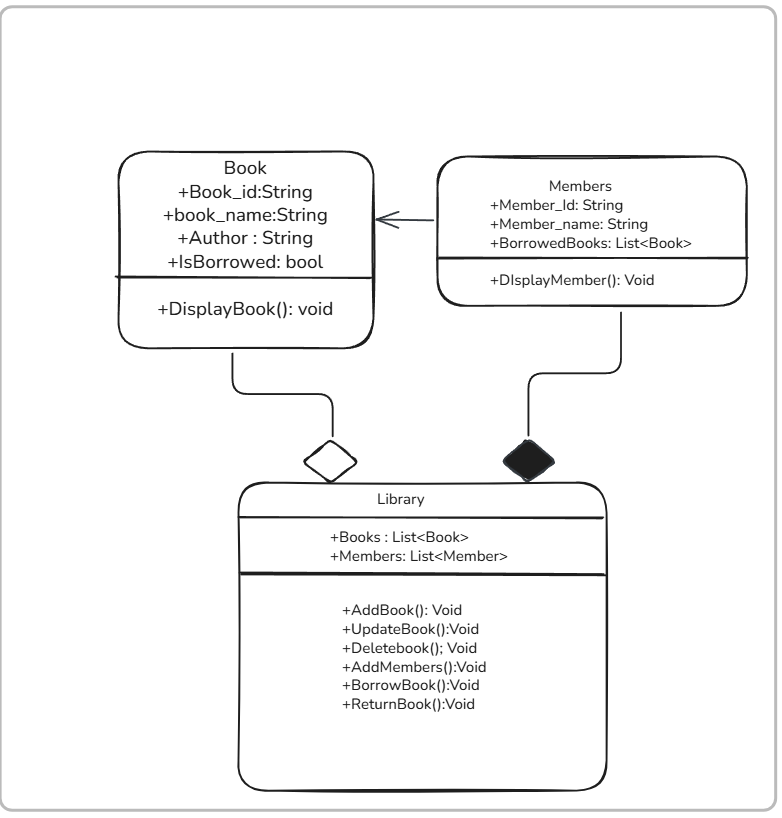 Book
+Book_id:String
+book_name:String
+Author : String
+IsBorrowed: bool
+DisplayBook(): void
Members
+Member_Id: String
+Member_name: String
+BorrowedBooks: List<Book>
+DIsplayMember(): Void
Library
+Books : List<Book>
+Members: List<Member>
+AddBook(): Void
+UpdateBook():Void
+Deletebook(); Void
+AddMembers():Void
+BorrowBook():Void
+ReturnBook():Void